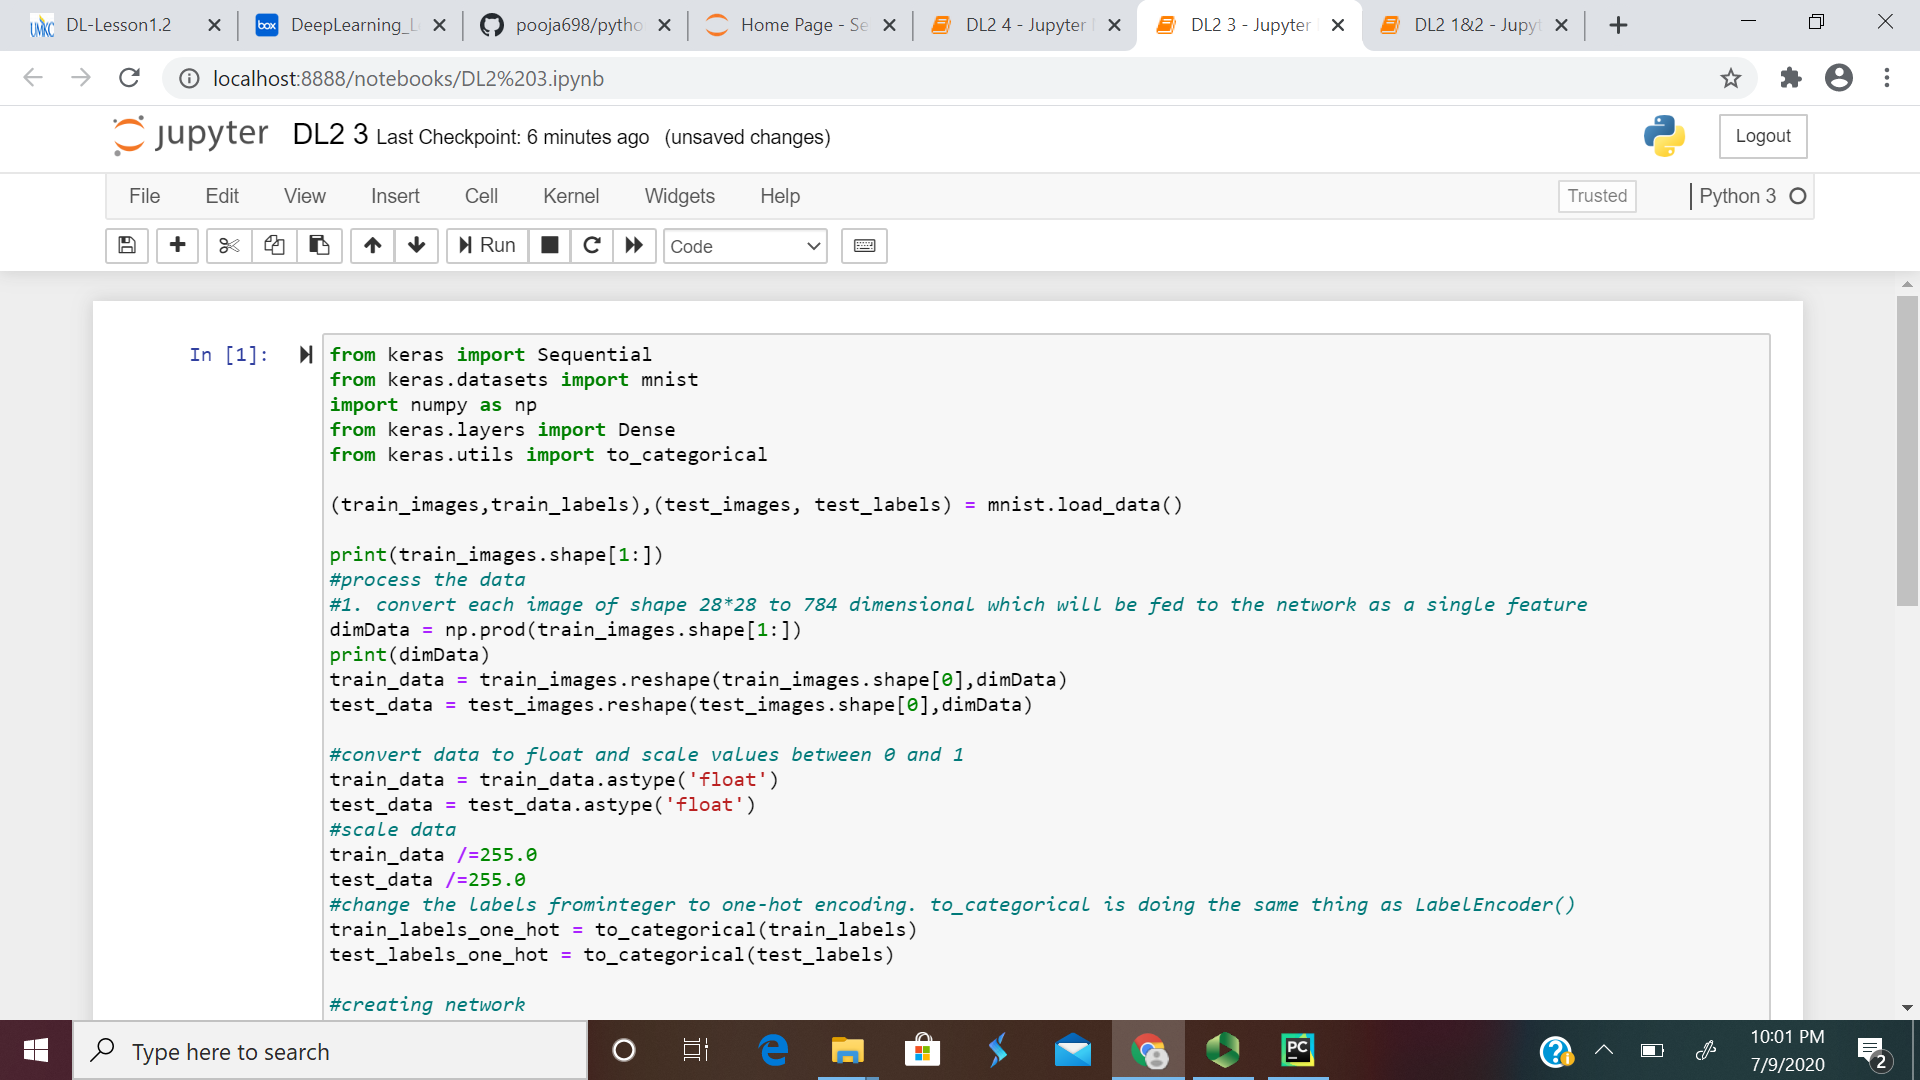 DL-Lesson1.2
box
DeepLearning_L
pooja698/pytho
Home Page - Se
DL2 4 - Jupyter
DL2 3 - Jupyter
DL2 1&2 - Jupyt
localhost:8888/notebooks/DL2%203.ipynb
jupyter DL2 3 Last Checkpoint: 6 minutes ago (unsaved changes)
Logout
File Edit View Insert Cell Kernel Widgets Help
Trusted
Python 3
Run
Code
In [1]:
from keras import Sequential
from keras.datasets import mnist
import numpy as np
from keras.layers import Dense
from keras.utils import to_categorical
(train_images,train_labels),(test_images, test_labels) = mnist.load_data()
print(train_images.shape[1:])
#process the data
#1. convert each image of shape 28*28 to 784 dimensional which will be fed to the network as a single feature
dimData = np.prod(train_images.shape[1:])
print(dimData)
train_data = train_images.reshape(train_images.shape[0],dimData)
test_data = test_images.reshape(test_images.shape[0],dimData)
#convert data to float and scale values between 0 and 1
train_data = train_data.astype('float')
test_data = test_data.astype('float')
#scale data
train_data /=255.0
test_data /=255.0
#change the labels frominteger to one-hot encoding. to_categorical is doing the same thing as LabelEncoder()
train_labels_one_hot = to_categorical(train_labels)
test_labels_one_hot = to_categorical(test_labels)
#creating network
Type here to search
PC
10:01 PM
7/9/2020
2